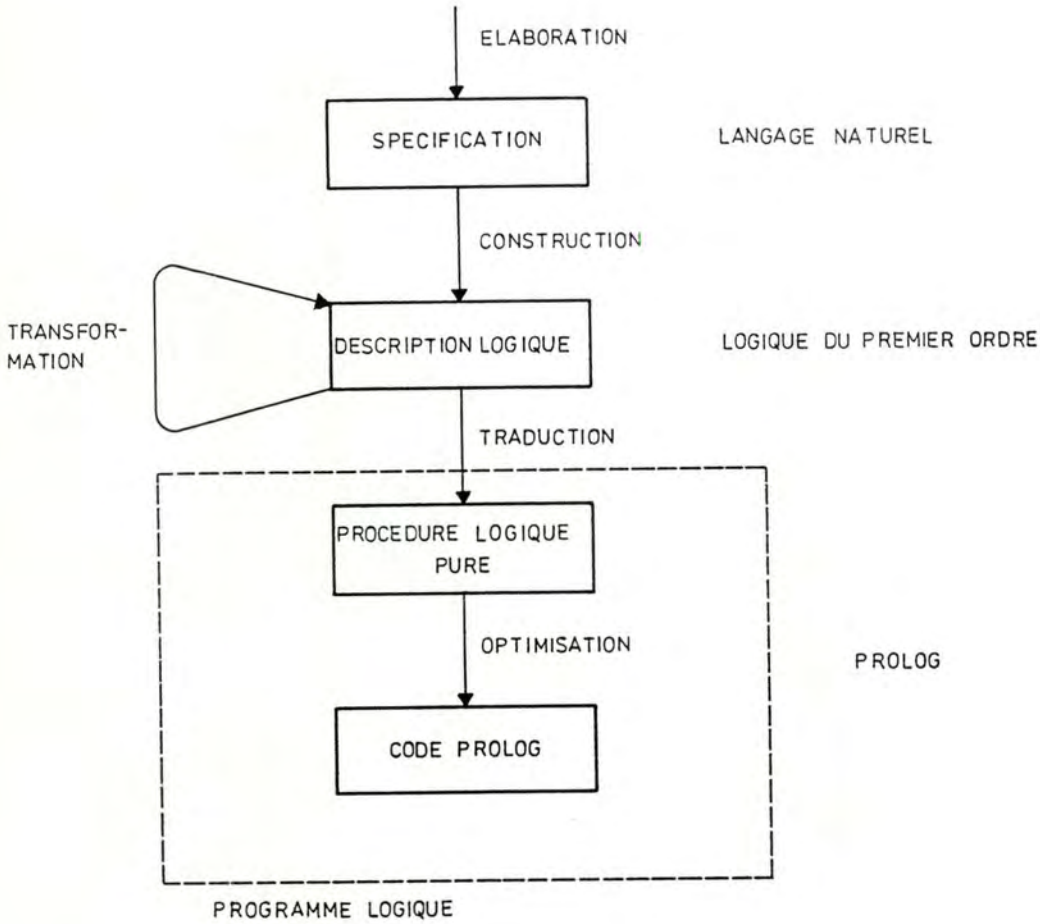 ELABORATION
SPECIFICATION
LANGAGE NATUREL
CONSTRUCTION
TRANSFOR-
MATION
DESCRIPTION LOGIQUE
LOGIQUE DU PREMIER ORDRE
TRADUCTION
PROCEDURE LOGIQUE
PURE
OPTIMISATION
PROLOG
CODE PROLOG
PROGRAMME LOGIQUE